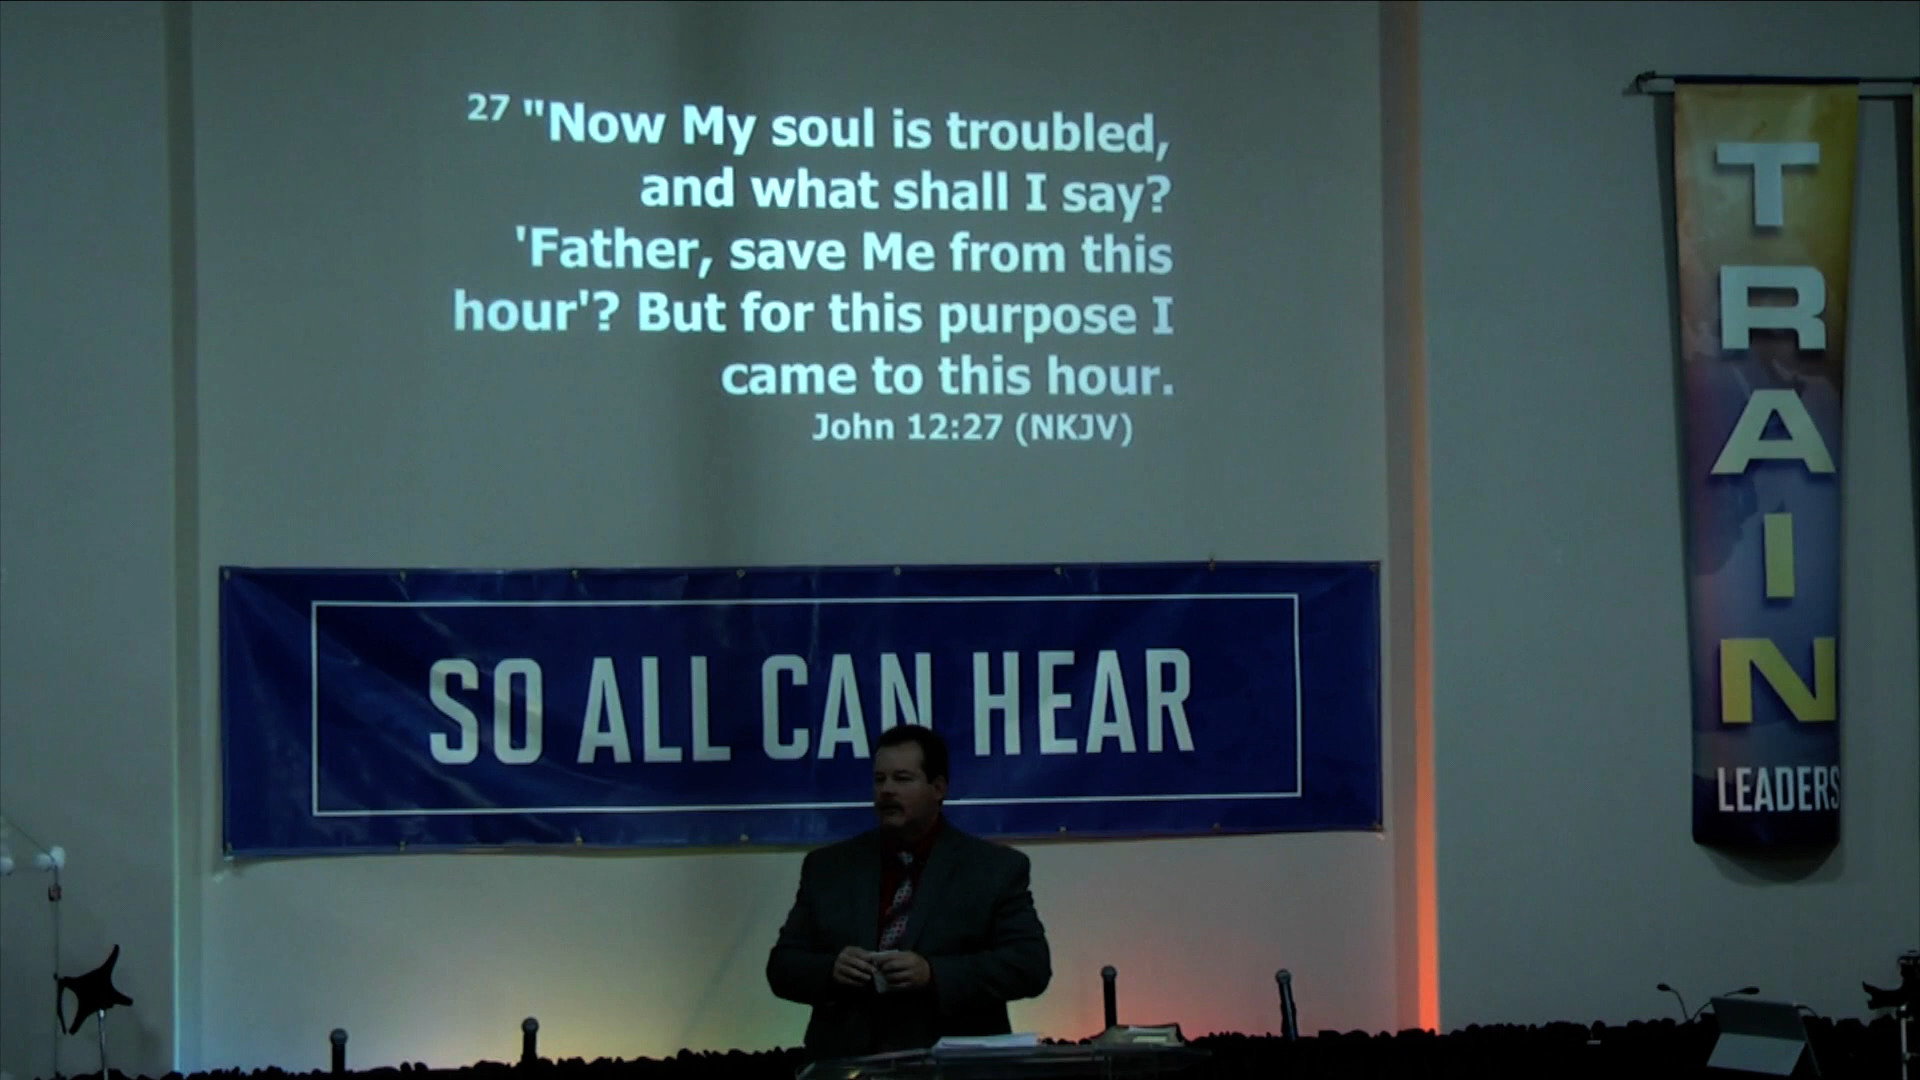 27 "Now My soul is troubled,
and what shall I say?
'Father, save Me from this
hour'? But for this purpose I
came to this hour.
John 12:27 (NKJV)
SO ALL CAN HEAR
TRAIN
LEADERS